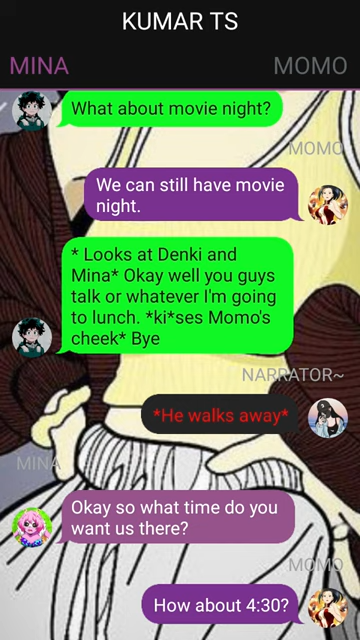 KUMAR TS
MINA
MOMO
What about movie night?
MOMO
We can still have movie
night.
* Looks at Denki and
Mina* Okay well you guys
talk or whatever I'm going
to lunch. *ki*ses Momo's
cheek* Bye
NARRATOR~
*He walks away*
MINA
Okay so what time do you
want us there?
MOMO
How about 4:30?